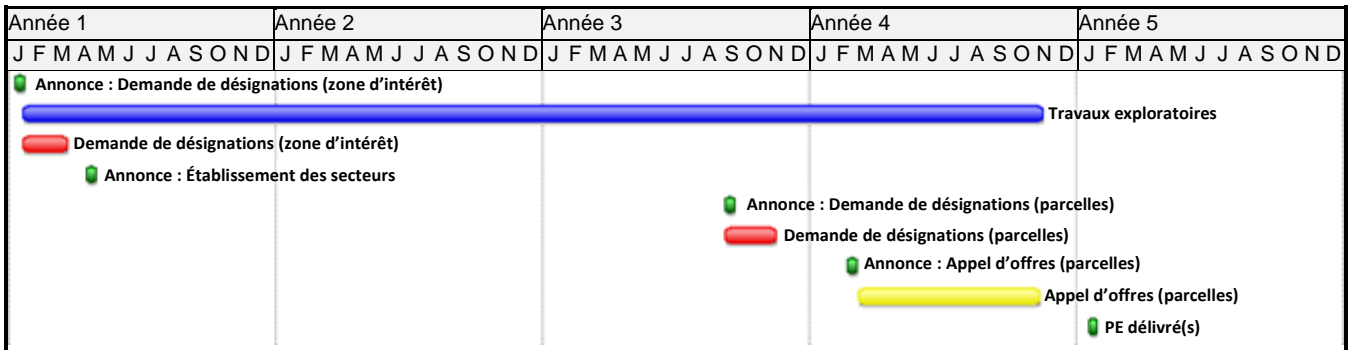 Année 1 Année 2 Année 3 Année 4 Année 5
J F M A M J J A S O N D J F M A M J J A S O N D J F M A M J J A S O N D J F M A M J J A S O N D J F M A M J J A S O N D
Annonce : Demande de désignations (zone d’intérêt)
Travaux exploratoires
Demande de désignations (zone d’intérêt)
Annonce : Établissement des secteurs
Annonce : Demande de désignations (parcelles)
Demande de désignations (parcelles)
Annonce : Appel d’offres (parcelles)
Appel d’offres (parcelles)
PE délivré(s)